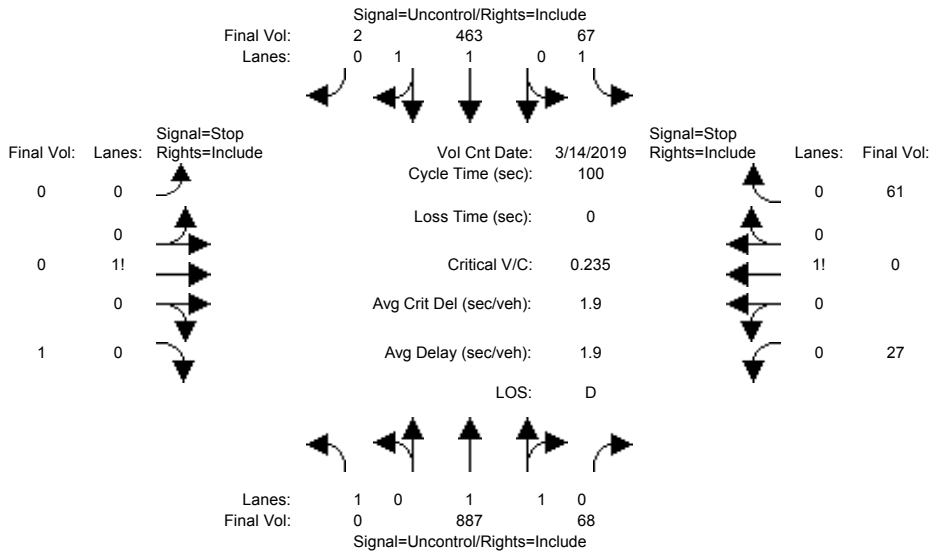 Signal=Uncontrol/Rights=Include
Final Vol: 2 463 67
Lanes: 0 1 1 0 1
Signal=Stop Signal=Stop
Final Vol: Lanes: Rights=Include Vol Cnt Date: 3/14/2019 Rights=Include Lanes: Final Vol:
Cycle Time (sec): 100
0 0 0 61
Loss Time (sec): 0
0 0
0 1! Critical V/C: 0.235 1! 0
0 Avg Crit Del (sec/veh): 1.9 0
1 0 Avg Delay (sec/veh): 1.9 0 27
LOS: D
Lanes: 1 0 1 1 0
Final Vol: 0 887 68
Signal=Uncontrol/Rights=Include